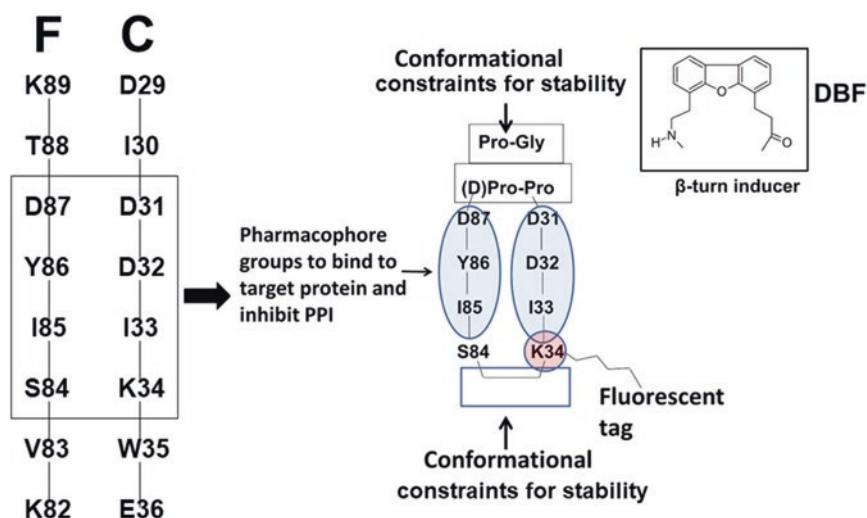 F
C
K89
D29
T88
I30
D87
D31
Y86
D32
I85
I33
S84
K34
V83
W35
K82
E36
Pharmacophore
groups to bind to
target protein and
inhibit PPI
Conformational
constraints for stability
Pro-Gly
(D)Pro-Pro
D87
D31
Y86
D32
I85
I33
S84
K34
Fluorescent
tag
Conformational
constraints for stability
O
H
N
O
DBF
β-turn inducer